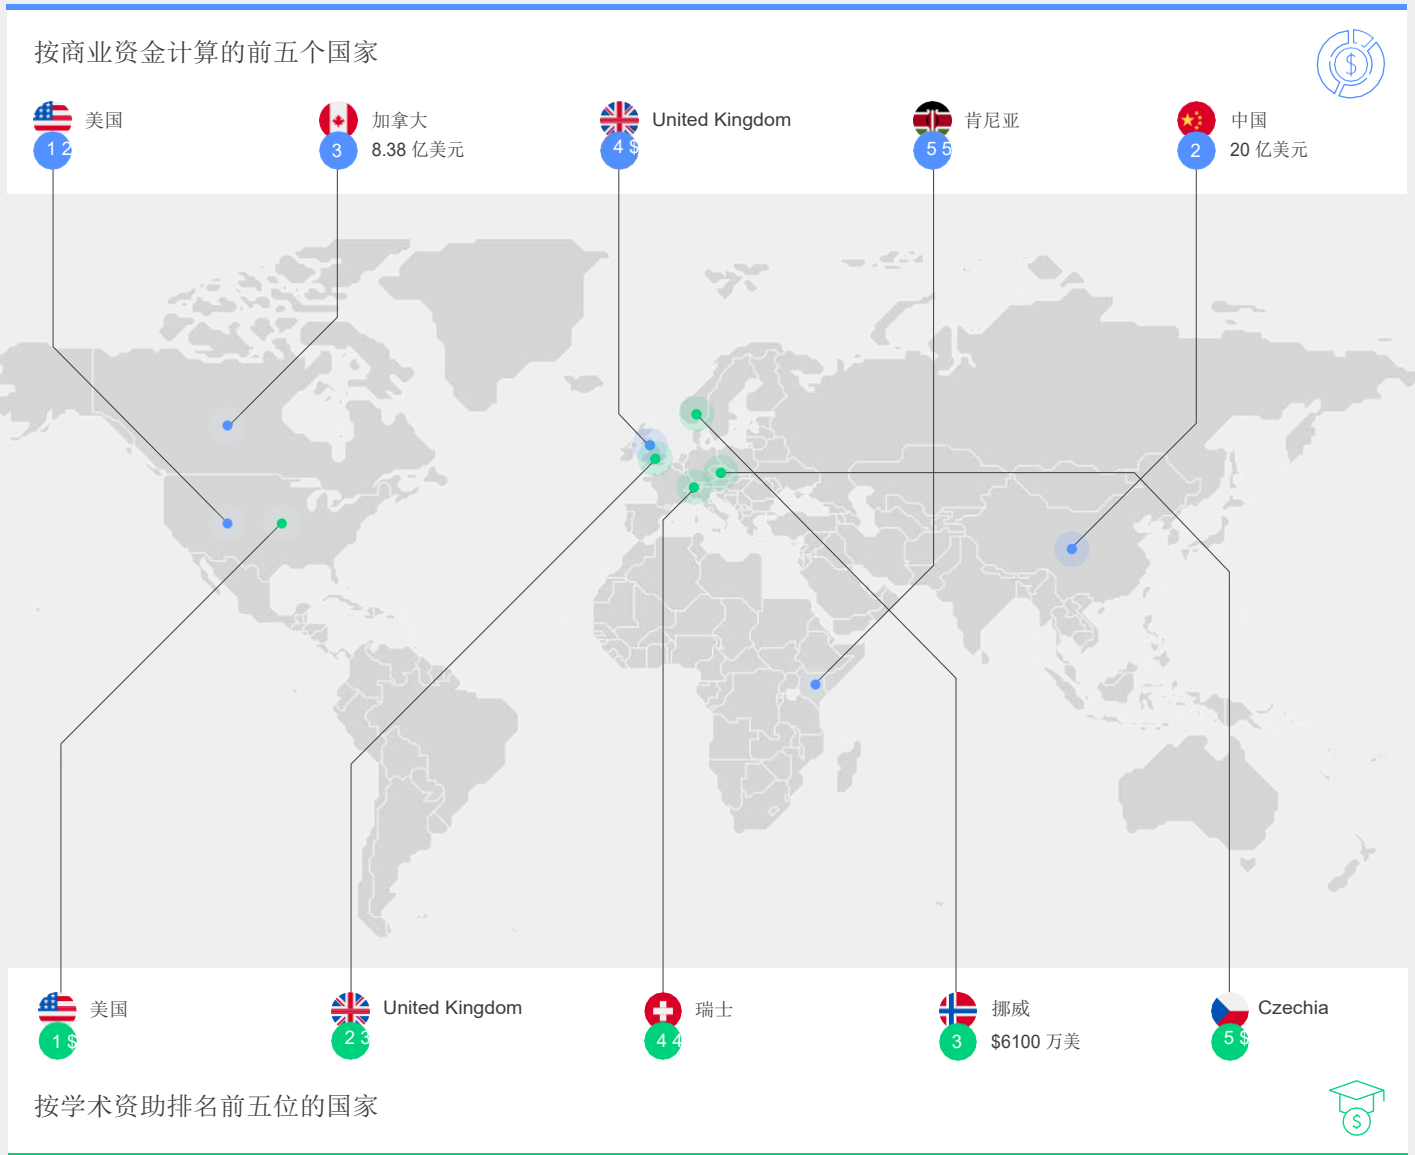 按商业资金计算的前五个国家
美国
1 2
加拿大
3 8.38 亿美元
United Kingdom
4 $
肯尼亚
5 5
中国
2 20 亿美元
美国
1 $
United Kingdom
2 3
瑞士
4 4
挪威
3 $6100 万美
Czechia
5 $
按学术资助排名前五位的国家